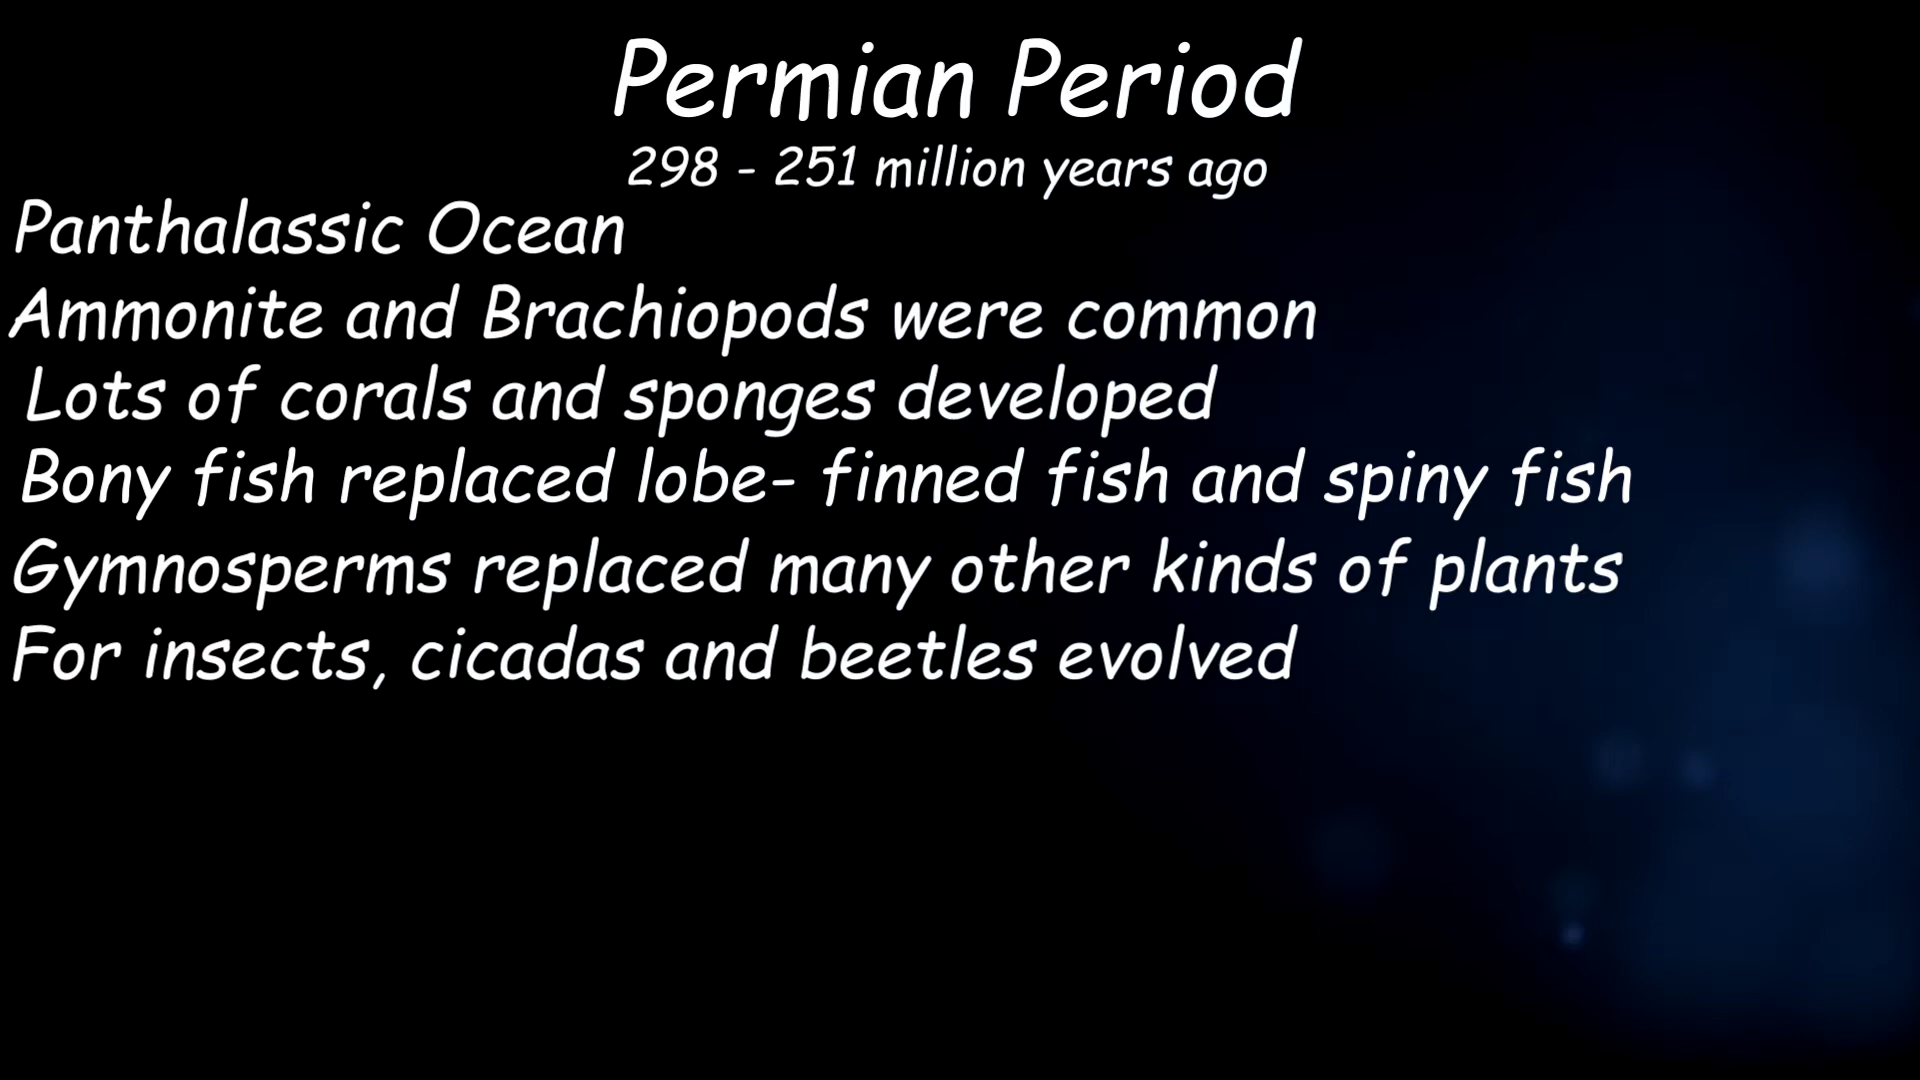 Permian Period
298 - 251 million years ago
Panthalassic Ocean
Ammonite and Brachiopods were common
Lots of corals and sponges developed
Bony fish replaced lobe- finned fish and spiny fish
Gymnosperms replaced many other kinds of plants
For insects, cicadas and beetles evolved